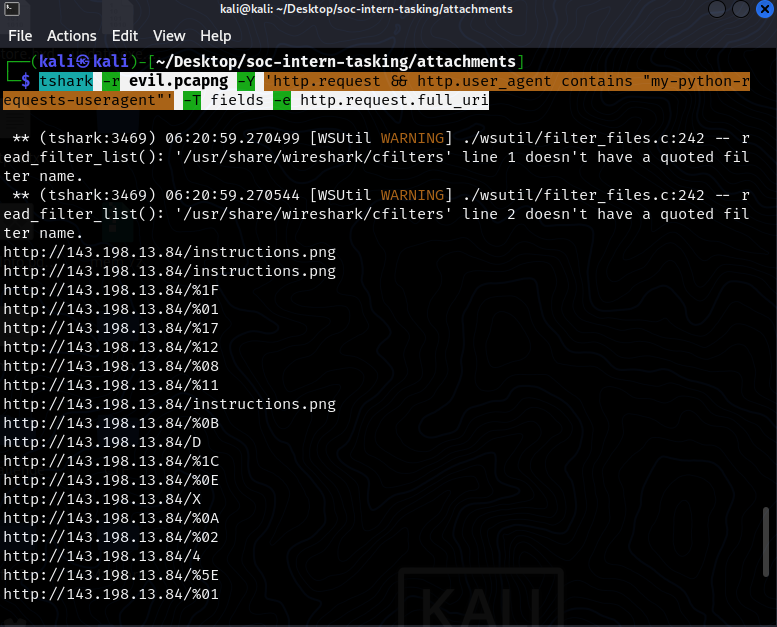 kali@kali: ~/Desktop/soc-intern-tasking/attachments
File Actions Edit View Help
┌──(kali㉿kali)-[~/Desktop/soc-intern-tasking/attachments]
└─$ tshark -r evil.pcapng -Y 'http.request && http.user_agent contains "my-python-r
equests-useragent"' -T fields -e http.request.full_uri
** (tshark:3469) 06:20:59.270499 [WSUtil WARNING] ./wsutil/filter_files.c:242 -- r
ead_filter_list(): '/usr/share/wireshark/cfilters' line 1 doesn't have a quoted fil
ter name.
** (tshark:3469) 06:20:59.270544 [WSUtil WARNING] ./wsutil/filter_files.c:242 -- r
ead_filter_list(): '/usr/share/wireshark/cfilters' line 2 doesn't have a quoted fil
ter name.
http://143.198.13.84/instructions.png
http://143.198.13.84/instructions.png
http://143.198.13.84/%1F
http://143.198.13.84/%01
http://143.198.13.84/%17
http://143.198.13.84/%12
http://143.198.13.84/%08
http://143.198.13.84/%11
http://143.198.13.84/instructions.png
http://143.198.13.84/%0B
http://143.198.13.84/D
http://143.198.13.84/%1C
http://143.198.13.84/%0E
http://143.198.13.84/X
http://143.198.13.84/%0A
http://143.198.13.84/%02
http://143.198.13.84/4
http://143.198.13.84/%5E
http://143.198.13.84/%01
KALI